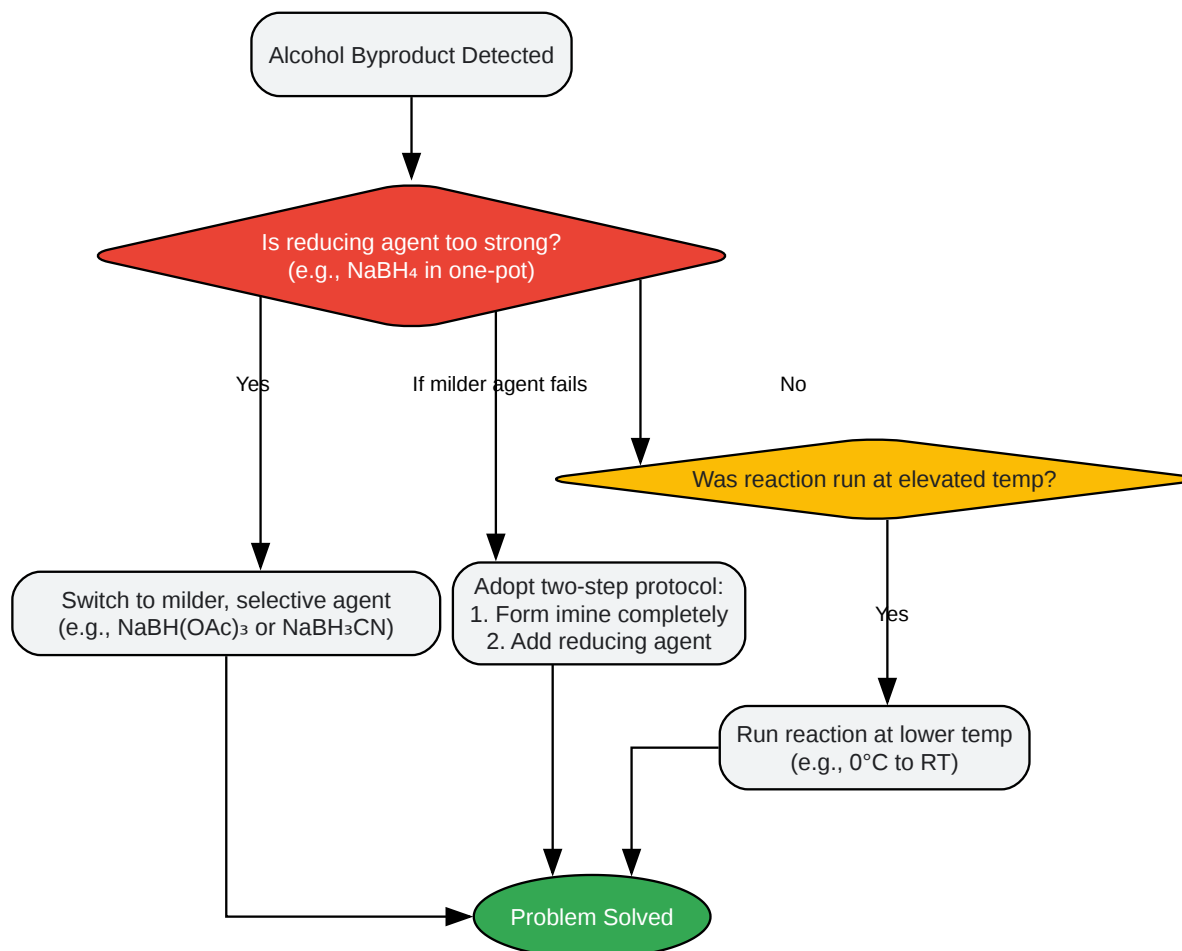 Alcohol Byproduct Detected
Is reducing agent too strong?
(e.g., NaBH₄ in one-pot)
Yes
If milder agent fails
No
Was reaction run at elevated temp?
Switch to milder, selective agent
(e.g., NaBH(OAc)₃ or NaBH₃CN)
Adopt two-step protocol:
1. Form imine completely
2. Add reducing agent
Yes
Run reaction at lower temp
(e.g., 0°C to RT)
Problem Solved